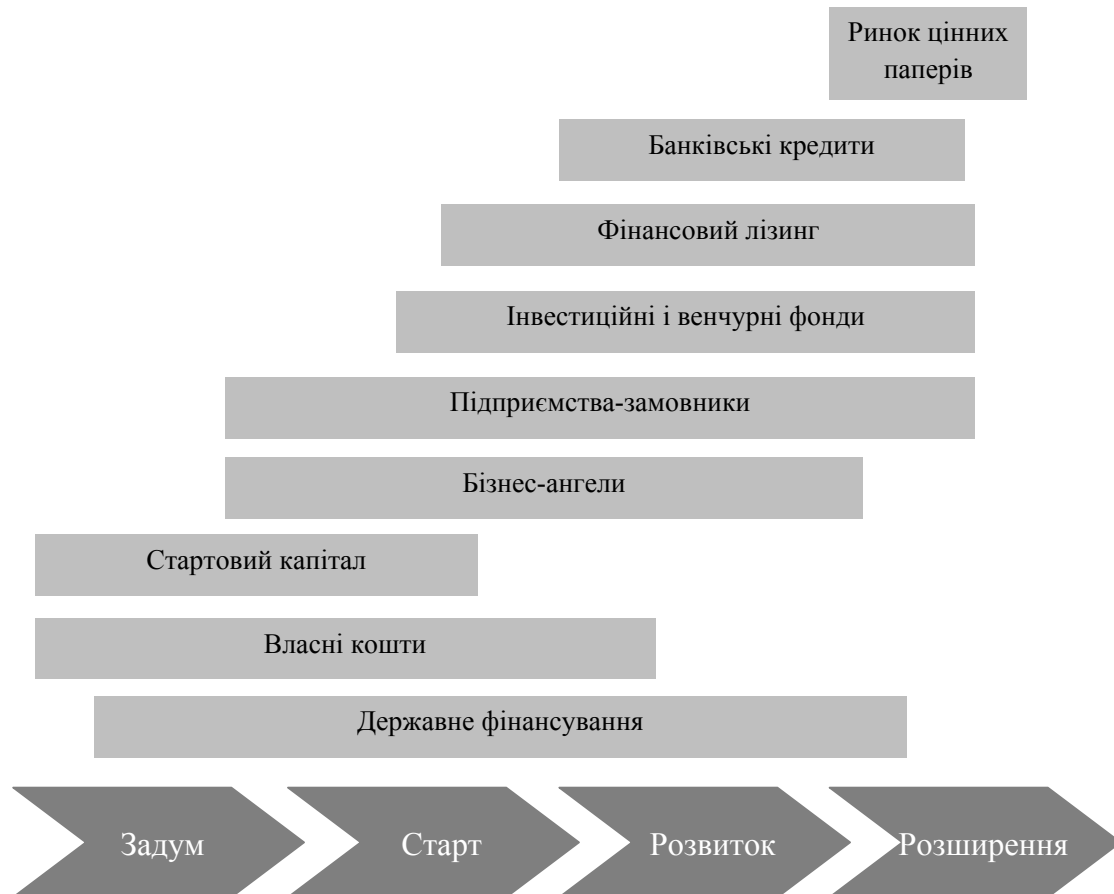 Ринок цінних
паперів
Банківські кредити
Фінансовий лізинг
Інвестиційні і венчурні фонди
Підприємства-замовники
Бізнес-ангели
Стартовий капітал
Власні кошти
Державне фінансування
Задум
Старт
Розвиток
Розширення